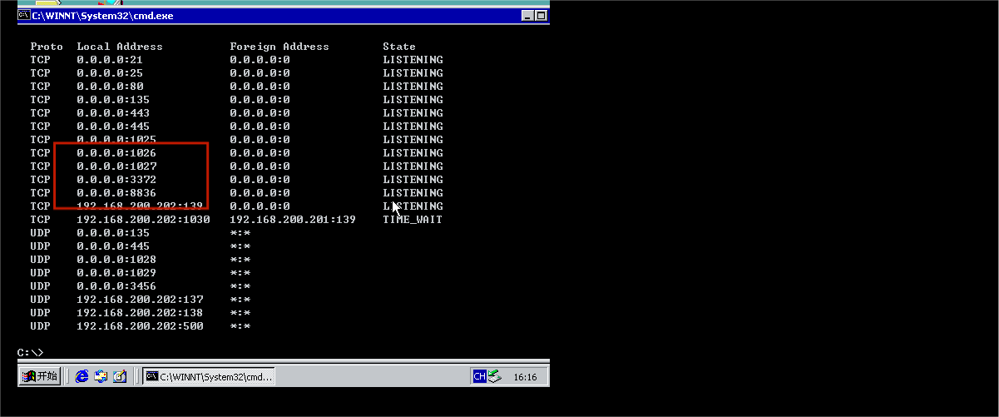 C:\WINNT\System32\cmd.exe
Proto Local Address Foreign Address State
TCP 0.0.0.0:21 0.0.0.0:0 LISTENING
TCP 0.0.0.0:25 0.0.0.0:0 LISTENING
TCP 0.0.0.0:80 0.0.0.0:0 LISTENING
TCP 0.0.0.0:135 0.0.0.0:0 LISTENING
TCP 0.0.0.0:443 0.0.0.0:0 LISTENING
TCP 0.0.0.0:445 0.0.0.0:0 LISTENING
TCP 0.0.0.0:1025 0.0.0.0:0 LISTENING
TCP 0.0.0.0:1026 0.0.0.0:0 LISTENING
TCP 0.0.0.0:1027 0.0.0.0:0 LISTENING
TCP 0.0.0.0:3372 0.0.0.0:0 LISTENING
TCP 0.0.0.0:8836 0.0.0.0:0 LISTENING
TCP 192.168.200.202:139 0.0.0.0:0 LISTENING
TCP 192.168.200.202:1030 192.168.200.201:139 TIME_WAIT
UDP 0.0.0.0:135 *:*
UDP 0.0.0.0:445 *:*
UDP 0.0.0.0:1028 *:*
UDP 0.0.0.0:1029 *:*
UDP 0.0.0.0:3456 *:*
UDP 192.168.200.202:137 *:*
UDP 192.168.200.202:138 *:*
UDP 192.168.200.202:500 *:*
C:\>
开始 C:\WINNT\System32\cmd... CH 16:16